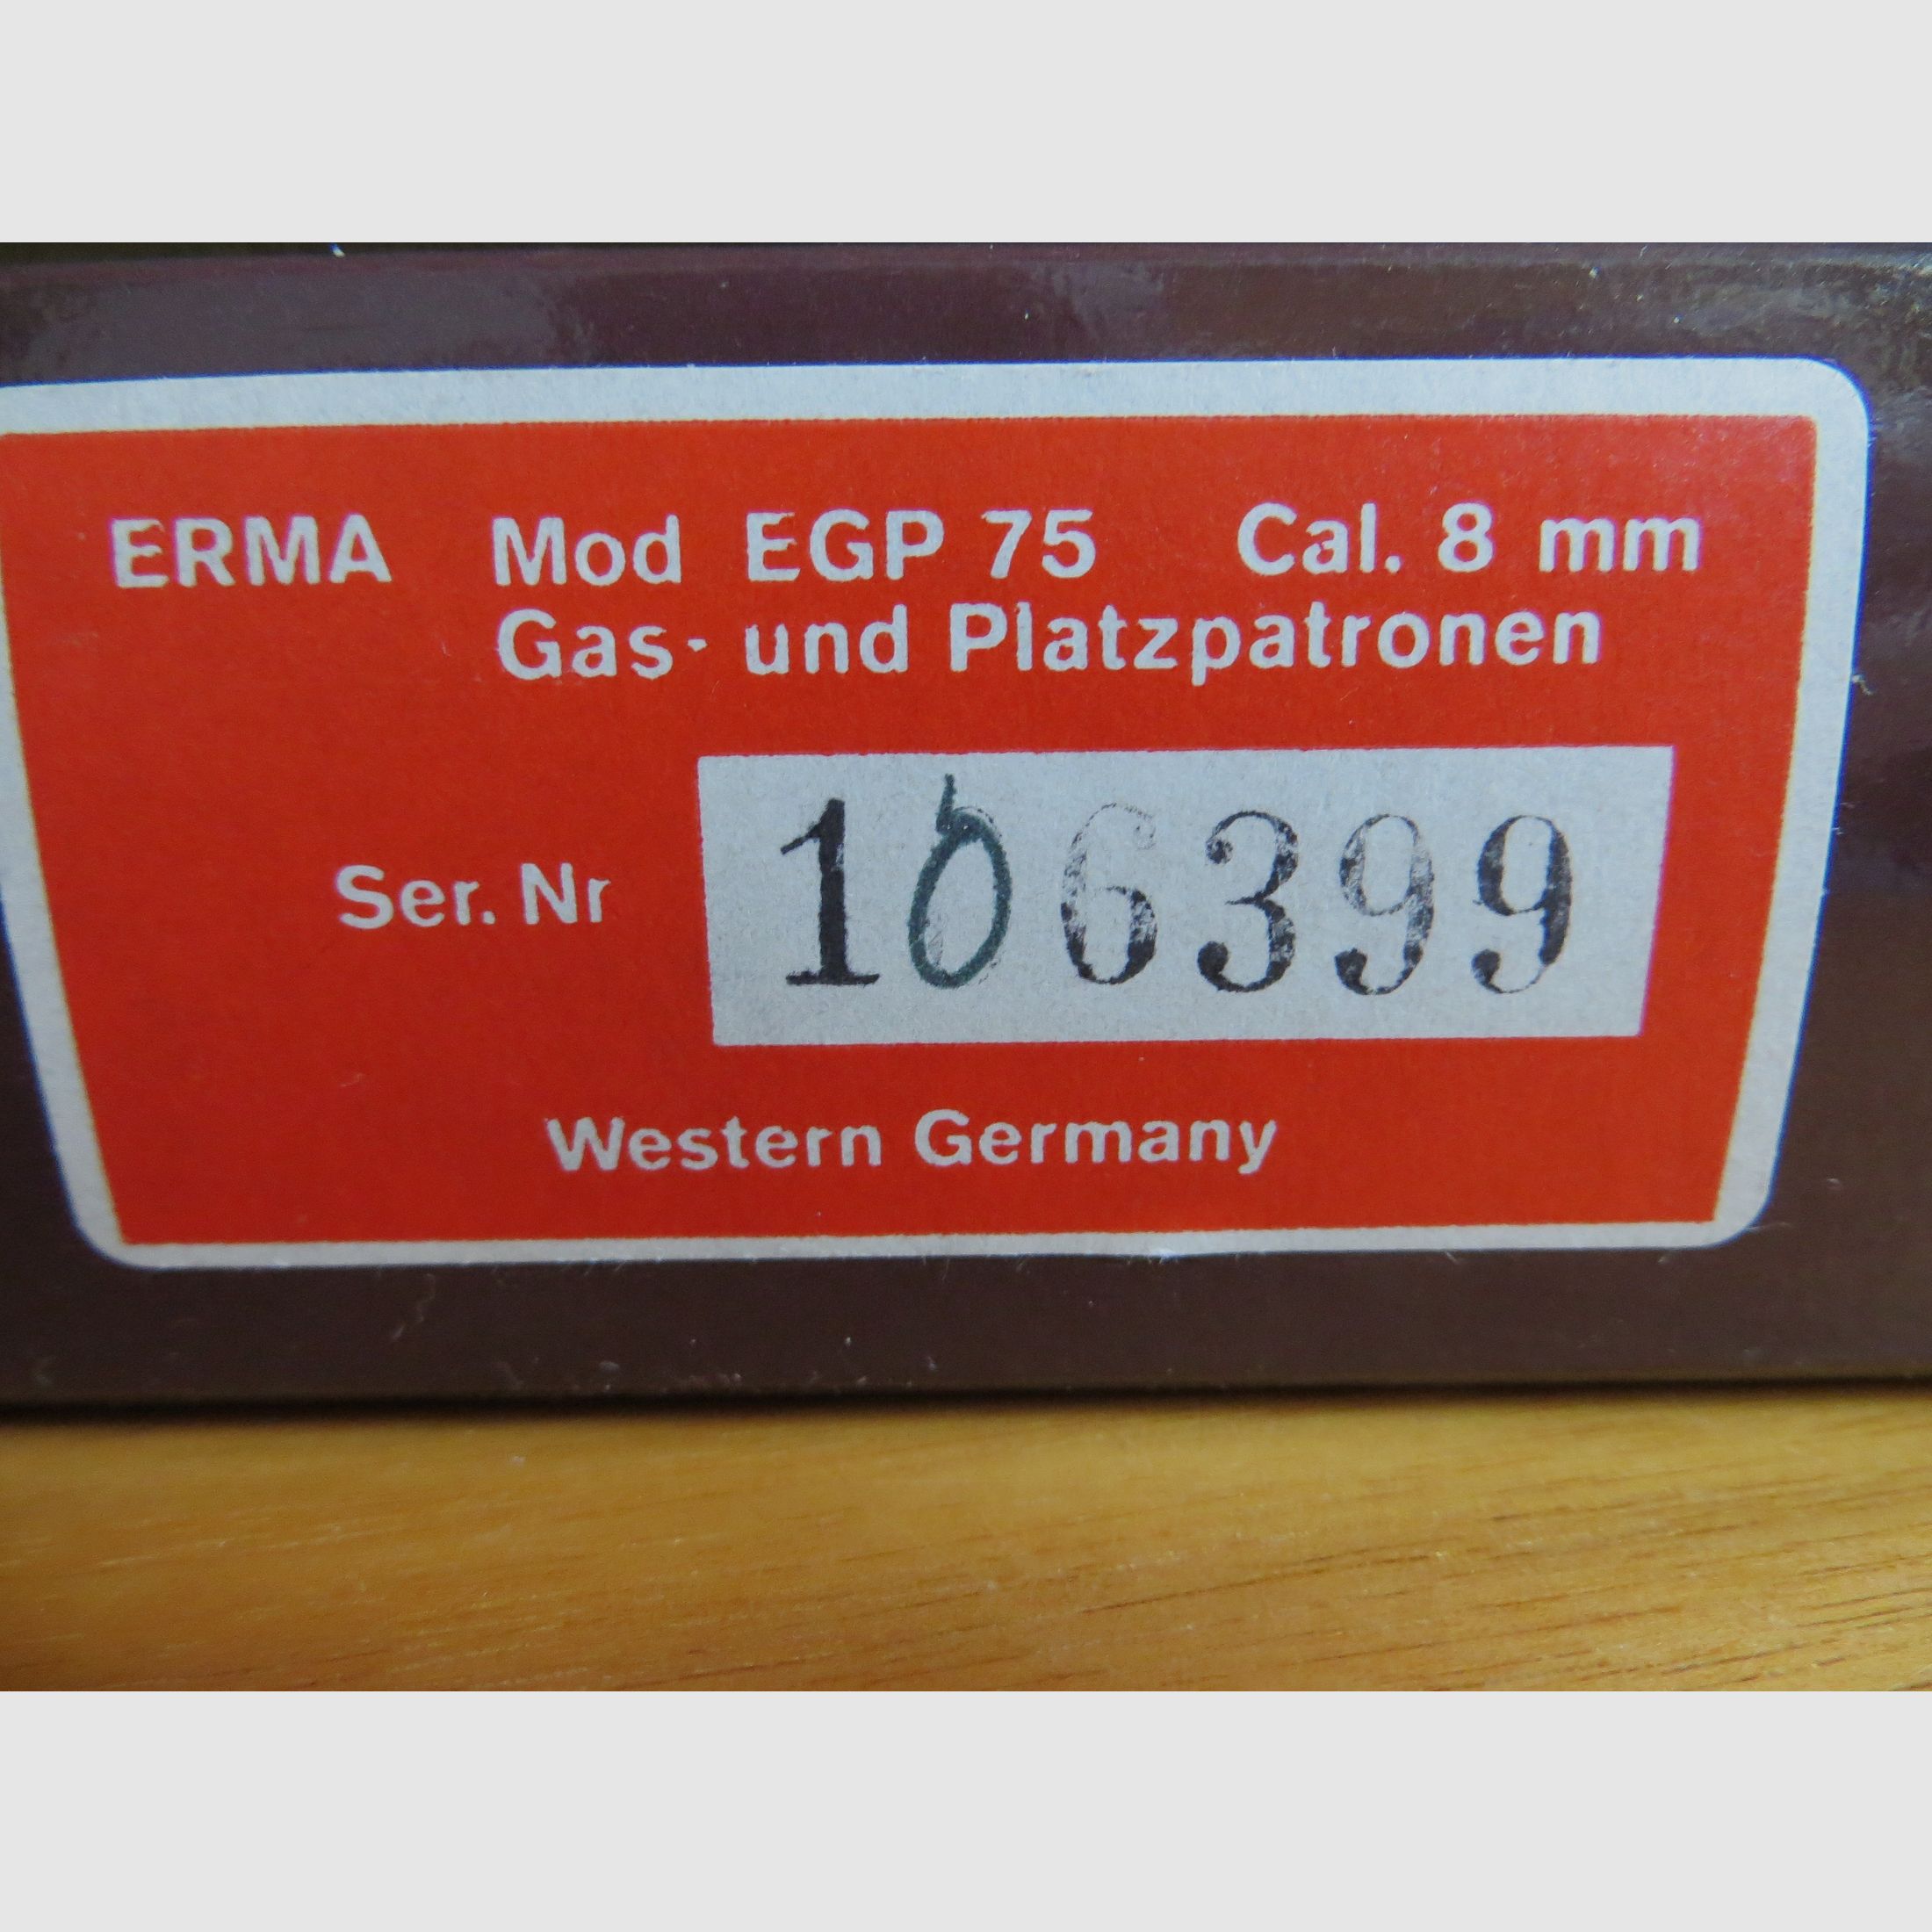 ERMA Mod EGP 75 Cal. 8 mm
Gas- und Platzpatronen
Ser. Nr 106399
Western Germany